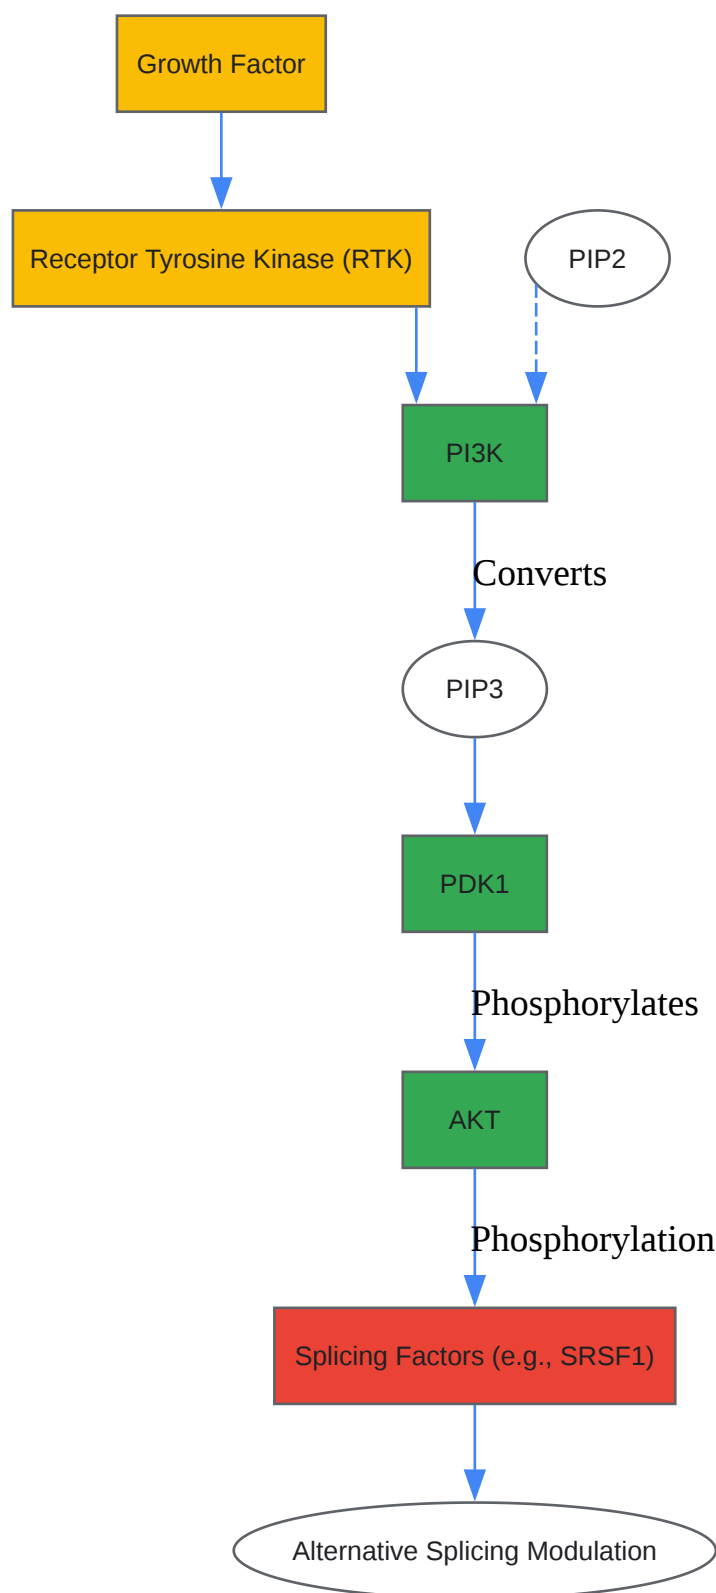 Growth Factor
Receptor Tyrosine Kinase (RTK)
PIP2
PI3K
Converts
PIP3
PDK1
Phosphorylates
AKT
Phosphorylation
Splicing Factors (e.g., SRSF1)
Alternative Splicing Modulation